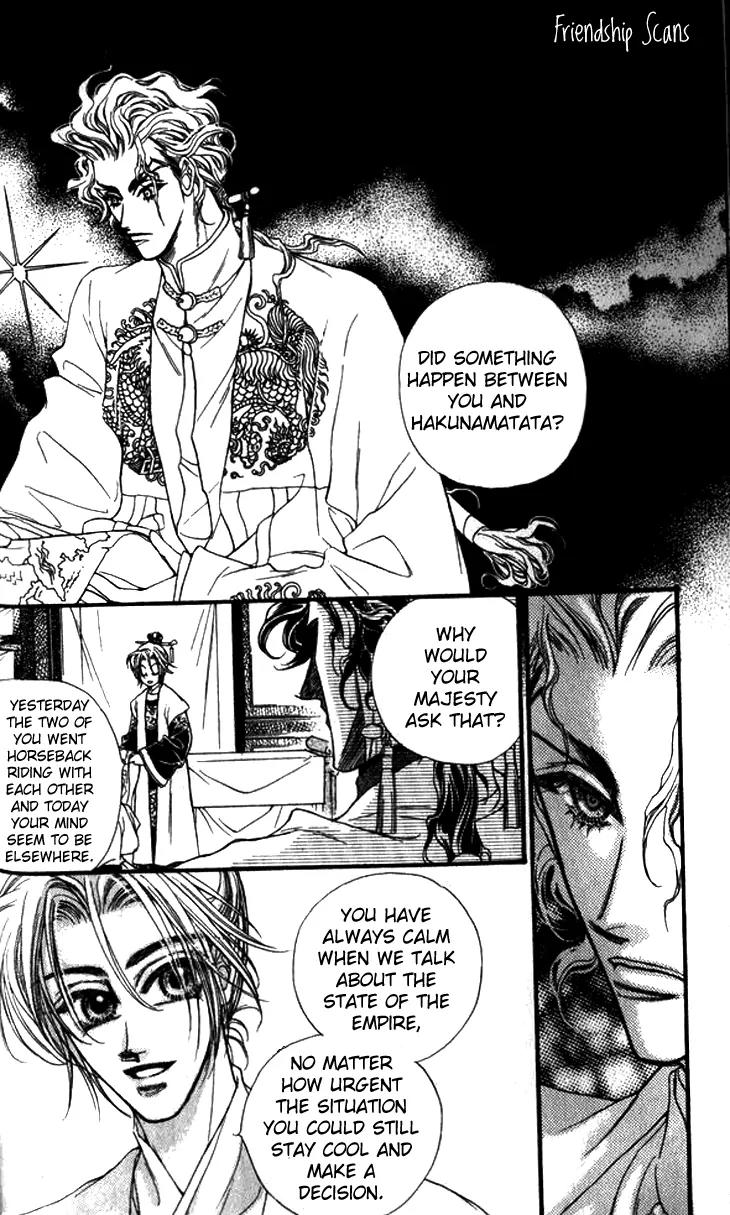 Friendship Scans
DID SOMETHING
HAPPEN BETWEEN
YOU AND
HAKUNAMATATA?
WHY
WOULD
YOUR
MAJESTY
ASK THAT?
YESTERDAY
THE TWO OF
YOU WENT
HORSEBACK
RIDING WITH
EACH OTHER
AND TODAY
YOUR MIND
SEEM TO BE
ELSEWHERE.
YOU HAVE
ALWAYS CALM
WHEN WE TALK
ABOUT THE
STATE OF THE
EMPIRE,
NO MATTER
HOW URGENT
THE SITUATION
YOU COULD STILL
STAY COOL AND
MAKE A
DECISION.